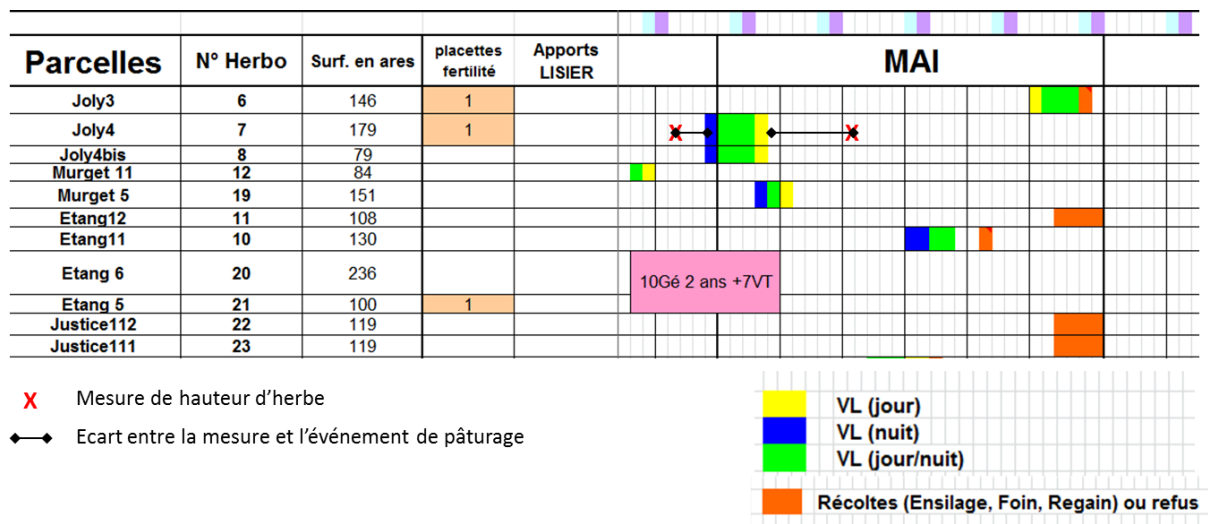 Parcelles N° Herbo Surf. en ares placettes fertilité Apports LISIER MAI
Joly3 6 146 1
Joly4 7 179 1 X X
Joly4bis 8 79
Murget 11 12 84
Murget 5 19 151
Etang12 11 108
Etang11 10 130
Etang 6 20 236 10Gé 2 ans +7VT
Etang 5 21 100 1
Justice112 22 119
Justice111 23 119
X Mesure de hauteur d’herbe
Ecart entre la mesure et l’événement de pâturage
VL (jour)
VL (nuit)
VL (jour/nuit)
Récoltes (Ensilage, Foin, Regain) ou refus